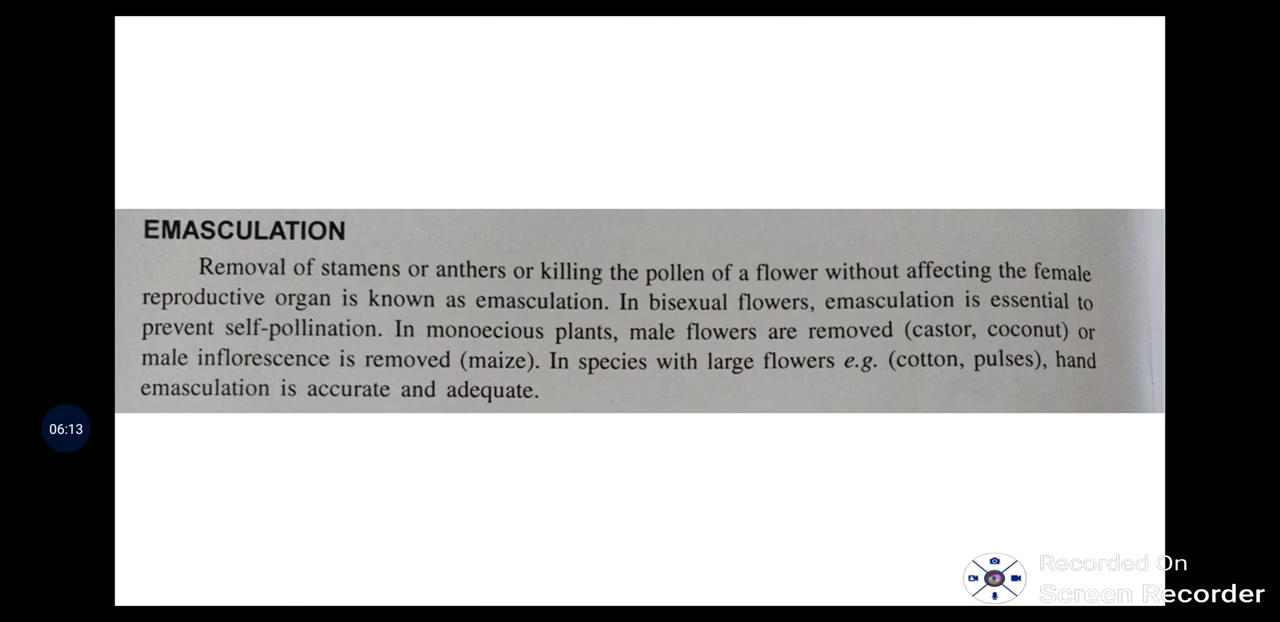 EMASCULATION
Removal of stamens or anthers or killing the pollen of a flower without affecting the female
reproductive organ is known as emasculation. In bisexual flowers, emasculation is essential to
prevent self-pollination. In monoecious plants, male flowers are removed (castor, coconut) or
male inflorescence is removed (maize). In species with large flowers e.g. (cotton, pulses), hand
emasculation is accurate and adequate.
06:13
Recorded On
Screen Recorder